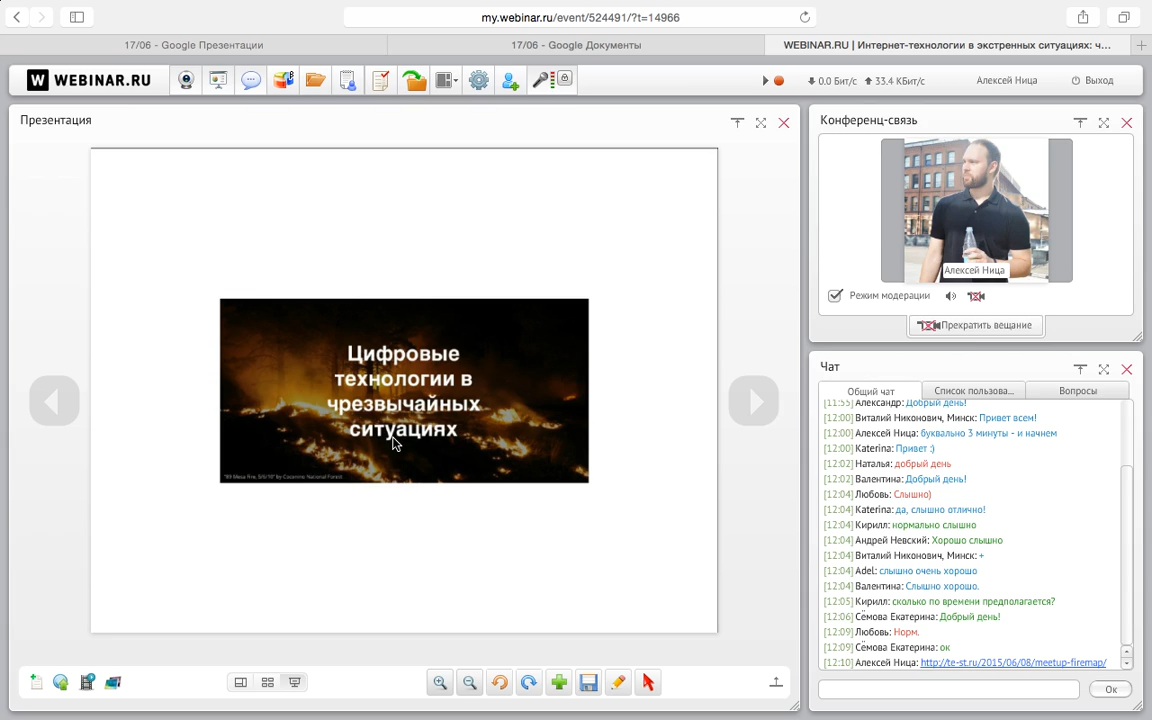 my.webinar.ru/event/524491/?t=14966
17/06 - Google Презентации
17/06 - Google Документы
WEBINAR.RU | Интернет-технологии в экстренных ситуациях: ч...
W WEBINAR.RU
0.0 Бит/с
33.4 КБит/с
Алексей Ница
Выход
Презентация
Цифровые
технологии в
чрезвычайных
ситуациях
Конференц-связь
Алексей Ница
Режим модерации
Прекратить вещание
Чат
Общий чат
Список пользова...
Вопросы
[11:55] Александр: Добрый день!
[12:00] Виталий Никонович, Минск: Привет всем!
[12:00] Алексей Ница: буквально 3 минуты - и начнем
[12:00] Katerina: Привет :)
[12:02] Наталья: добрый день
[12:02] Валентина: Добрый день!
[12:04] Любовь: Слышно)
[12:04] Katerina: да, слышно отлично!
[12:04] Кирилл: нормально слышно
[12:04] Андрей Невский: Хорошо слышно
[12:04] Виталий Никонович, Минск: +
[12:04] Adel: слышно очень хорошо
[12:04] Валентина: Слышно хорошо.
[12:05] Кирилл: сколько по времени предполагается?
[12:06] Сёмова Екатерина: Добрый день!
[12:09] Любовь: Норм.
[12:09] Сёмова Екатерина: ок
[12:10] Алексей Ница: http://te-st.ru/2015/06/08/meetup-firemap/
Ок